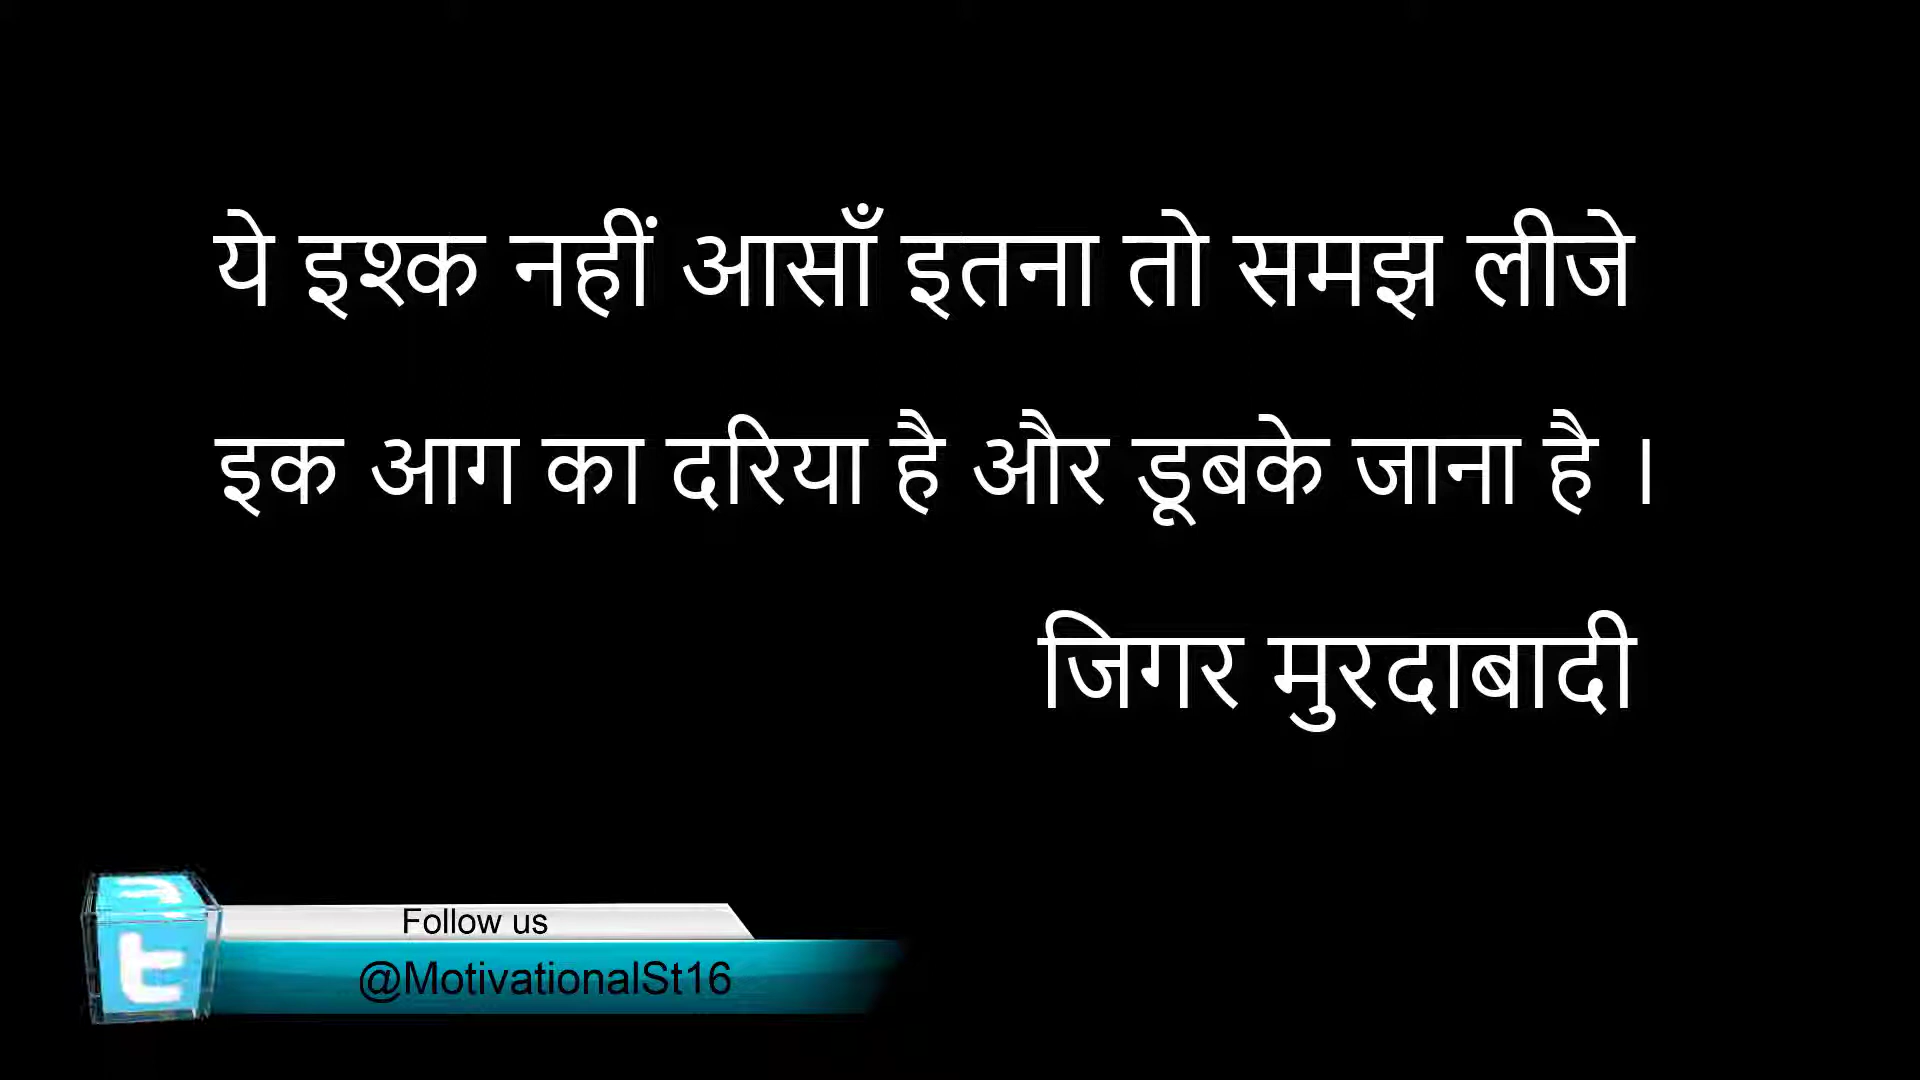 ये इश्क नहीं आसाँ इतना तो समझ लीजे
इक आग का दरिया है और डूबके जाना है ।
जिगर मुरदाबादी
Follow us
@MotivationalSt16